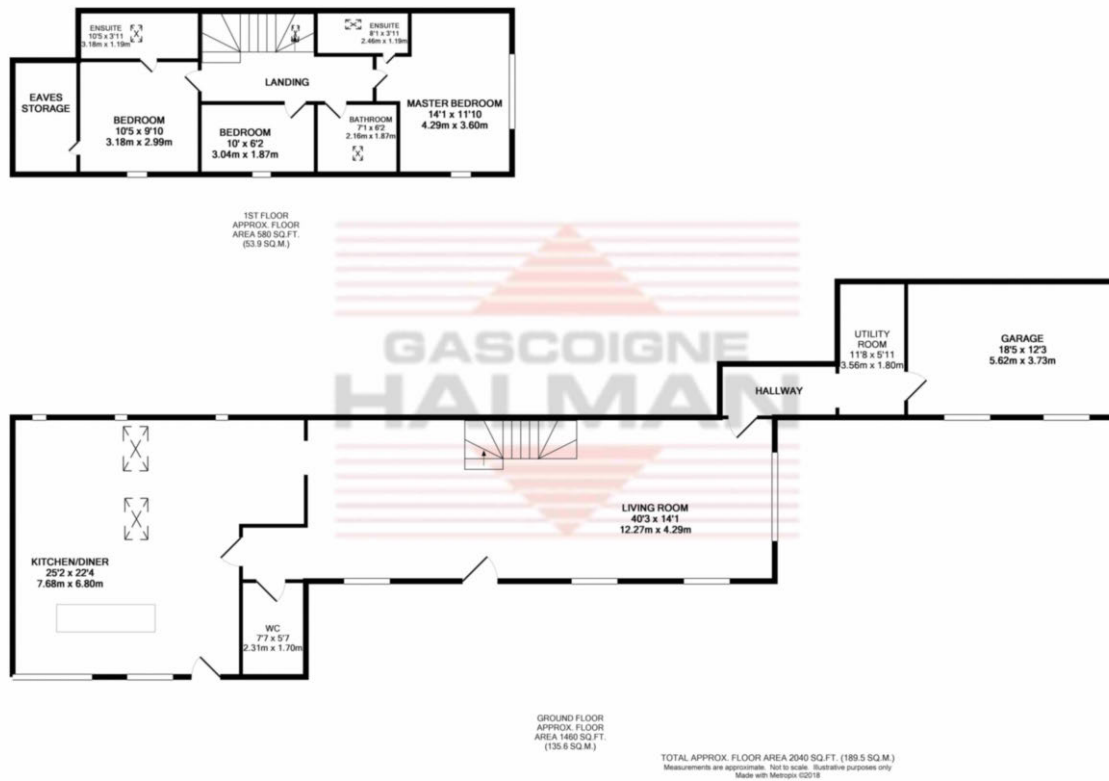 ENSUITE
10'5 x 3'11
3.18m x 1.19m
ENSUITE
8'1 x 3'11
2.46m x 1.19m
LANDING
EAVES
STORAGE
BEDROOM
10'5 x 9'10
3.18m x 2.99m
BEDROOM
10' x 6'2
3.04m x 1.87m
BATHROOM
7'1 x 6'2
2.16m x 1.87m
MASTER BEDROOM
14'1 x 11'10
4.29m x 3.60m
1ST FLOOR
APPROX. FLOOR
AREA 580 SQ.FT.
(53.9 SQ.M.)
GASCOIGNE
HALMAN
UTILITY
ROOM
11'8 x 5'11
3.56m x 1.80m
GARAGE
18'5 x 12'3
5.62m x 3.73m
HALLWAY
LIVING ROOM
40'3 x 14'1
12.27m x 4.29m
KITCHEN/DINER
25'2 x 22'4
7.68m x 6.80m
WC
7'7 x 5'7
2.31m x 1.70m
GROUND FLOOR
APPROX. FLOOR
AREA 1460 SQ.FT.
(135.6 SQ.M.)
TOTAL APPROX. FLOOR AREA 2040 SQ.FT. (189.5 SQ.M.)
Measurements are approximate. Not to scale. Illustrative purposes only
Made with Metropix ©2018